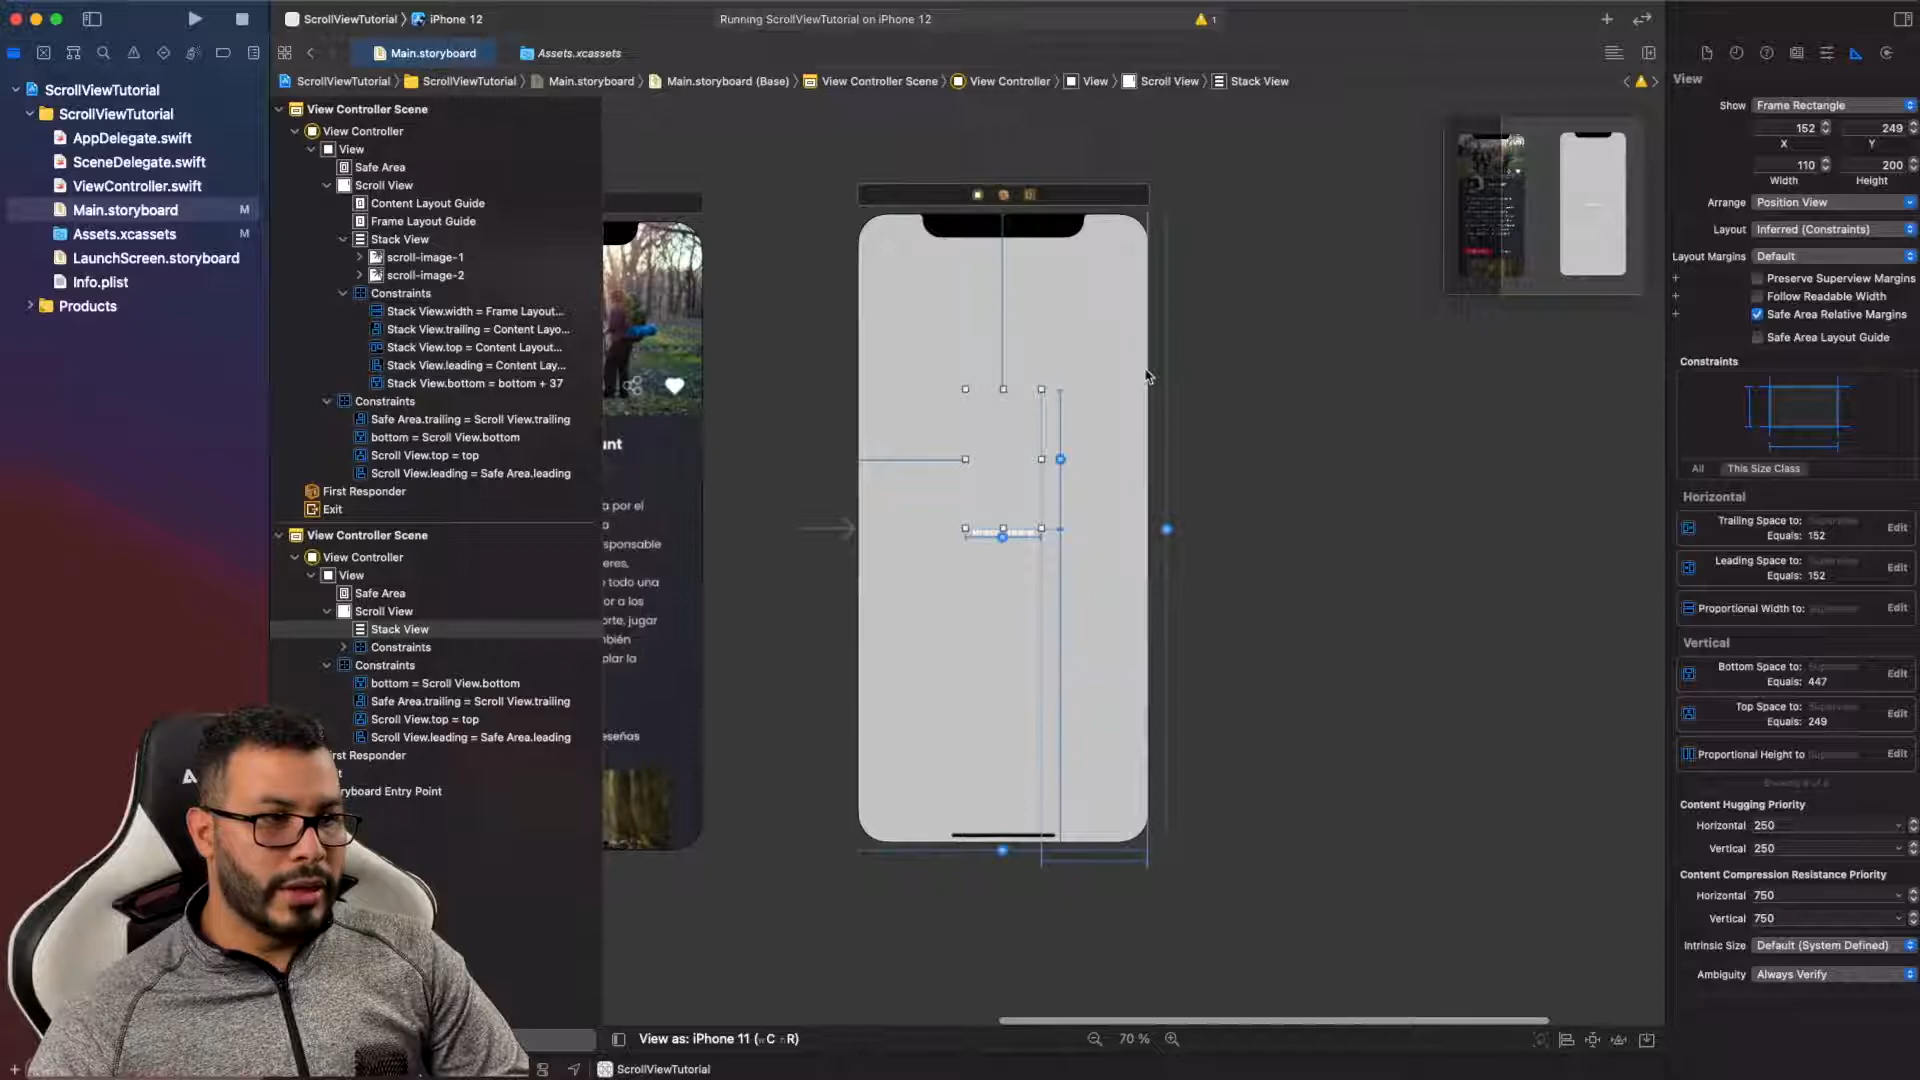 ScrollViewTutorial
iPhone 12
Running ScrollViewTutorial on iPhone 12
1
Main.storyboard
Assets.xcassets
ScrollViewTutorial
ScrollViewTutorial
Main.storyboard
Main.storyboard (Base)
View Controller Scene
View Controller
View
Scroll View
Stack View
ScrollViewTutorial
ScrollViewTutorial
AppDelegate.swift
SceneDelegate.swift
ViewController.swift
Main.storyboard M
Assets.xcassets M
LaunchScreen.storyboard
Info.plist
Products
View Controller Scene
View Controller
View
Safe Area
Scroll View
Content Layout Guide
Frame Layout Guide
Stack View
scroll-image-1
scroll-image-2
Constraints
Stack View.width = Frame Layout...
Stack View.trailing = Content Layo...
Stack View.top = Content Layout...
Stack View.leading = Content Lay...
Stack View.bottom = bottom + 37
Constraints
Safe Area.trailing = Scroll View.trailing
bottom = Scroll View.bottom
Scroll View.top = top
Scroll View.leading = Safe Area.leading
First Responder
Exit
View Controller Scene
View Controller
View
Safe Area
Scroll View
Stack View
Constraints
Constraints
bottom = Scroll View.bottom
Safe Area.trailing = Scroll View.trailing
Scroll View.top = top
Scroll View.leading = Safe Area.leading
rst Responder
t
ryboard Entry Point
unt
a por el
a
sponsable
eres,
todo una
or a los
orte, jugar
mbién
plar la
eseñas
View
Show Frame Rectangle
152 249
X Y
110 200
Width Height
Arrange Position View
Layout Inferred (Constraints)
Layout Margins Default
Preserve Superview Margins
Follow Readable Width
Safe Area Relative Margins
Safe Area Layout Guide
Constraints
All This Size Class
Horizontal
Trailing Space to: Superview
Equals: 152
Edit
Leading Space to: Superview
Equals: 152
Edit
Proportional Width to: Superview
Edit
Vertical
Bottom Space to: Superview
Equals: 447
Edit
Top Space to: Superview
Equals: 249
Edit
Proportional Height to
Edit
Content Hugging Priority
Horizontal 250
Vertical 250
Content Compression Resistance Priority
Horizontal 750
Vertical 750
Intrinsic Size Default (System Defined)
Ambiguity Always Verify
View as: iPhone 11 (wC hR)
70 %
ScrollViewTutorial